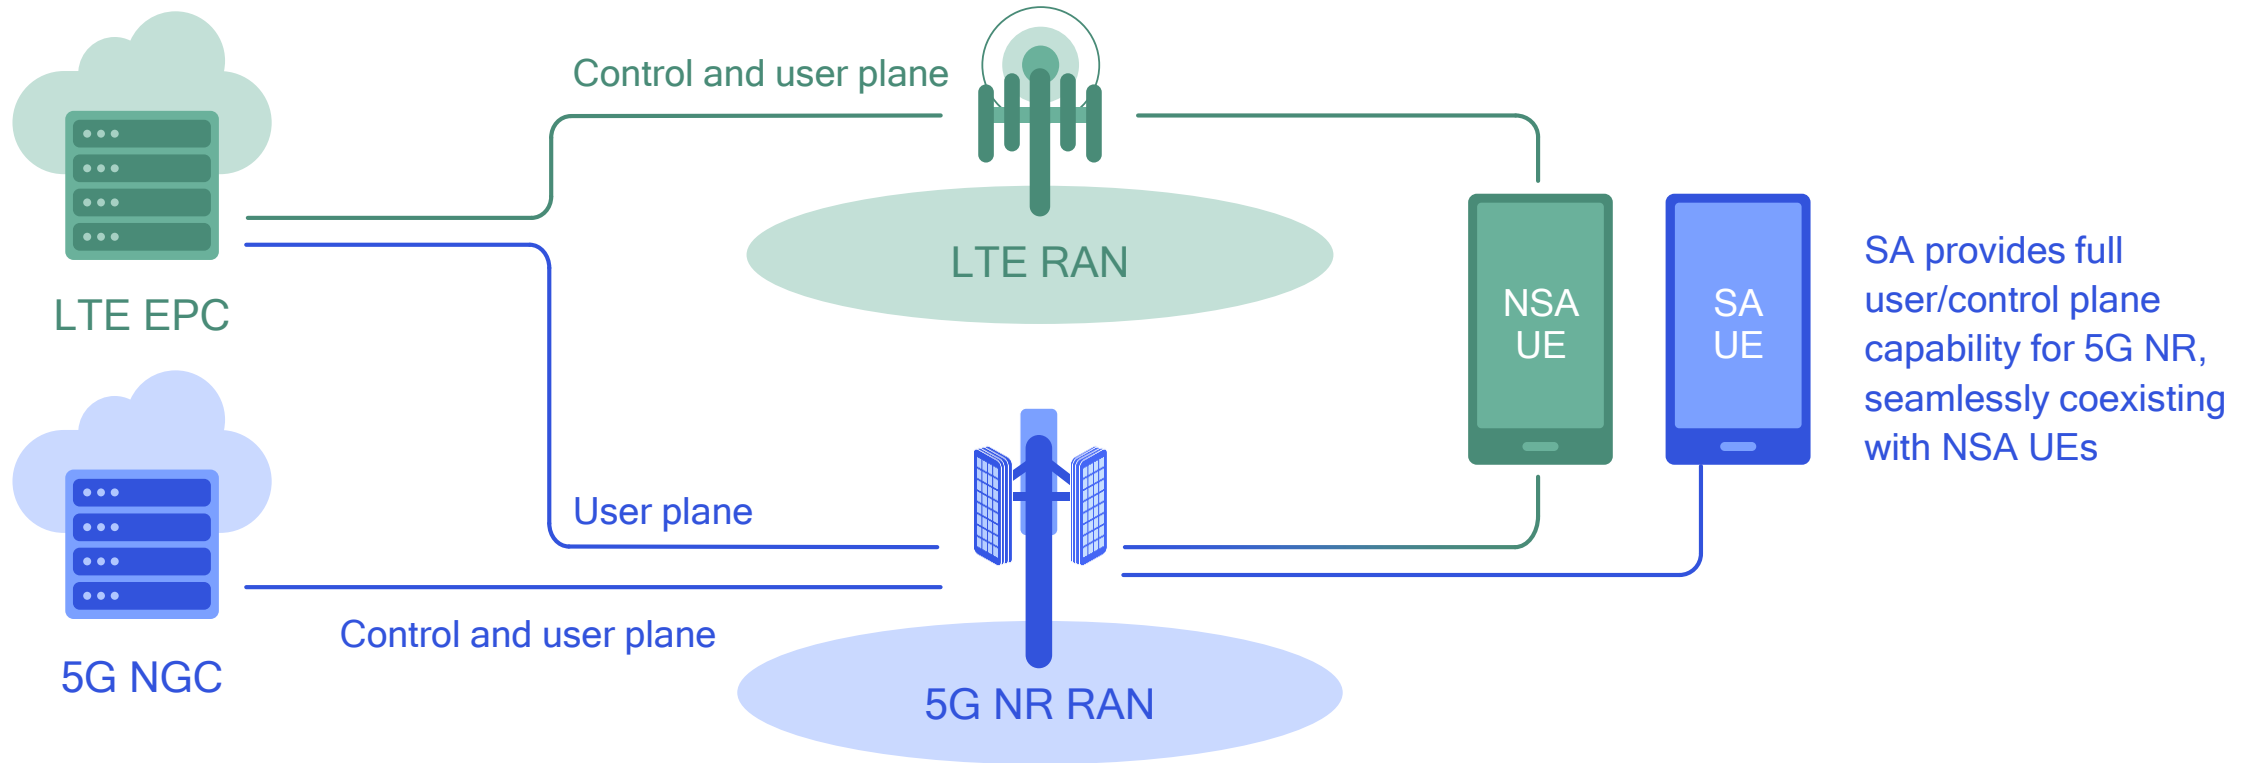 Control and user plane
LTE EPC
LTE RAN
NSA
UE
SA
UE
SA provides full
user/control plane
capability for 5G NR,
seamlessly coexisting
with NSA UEs
User plane
Control and user plane
5G NGC
5G NR RAN